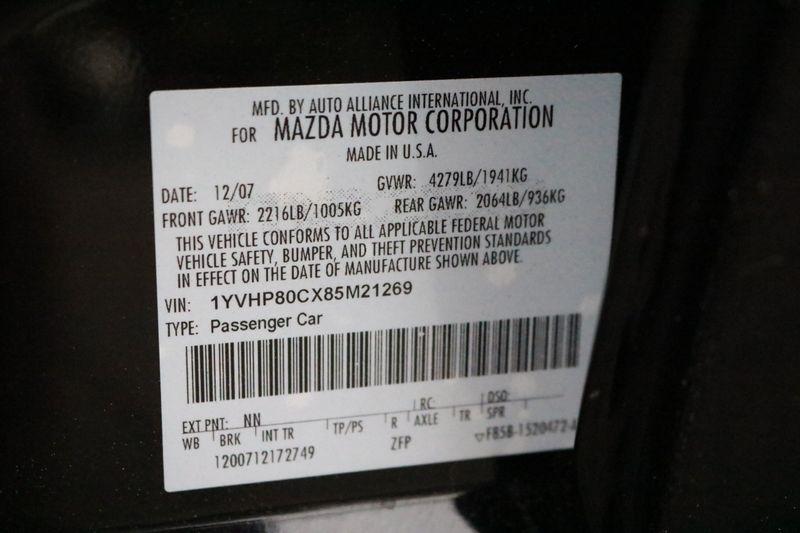 MFD. BY AUTO ALLIANCE INTERNATIONAL, INC.
FOR MAZDA MOTOR CORPORATION
MADE IN U.S.A.
DATE: 12/07 GVWR: 4279LB/1941KG
FRONT GAWR: 2216LB/1005KG REAR GAWR: 2064LB/936KG
THIS VEHICLE CONFORMS TO ALL APPLICABLE FEDERAL MOTOR
VEHICLE SAFETY, BUMPER, AND THEFT PREVENTION STANDARDS
IN EFFECT ON THE DATE OF MANUFACTURE SHOWN ABOVE.
VIN: 1YVHP80CX85M21269
TYPE: Passenger Car
EXT PNT: NN RC: DSO:
WB BRK INT TR TP/PS R AXLE TR SPR
1200712172749 ZFP F85B-1520472-A